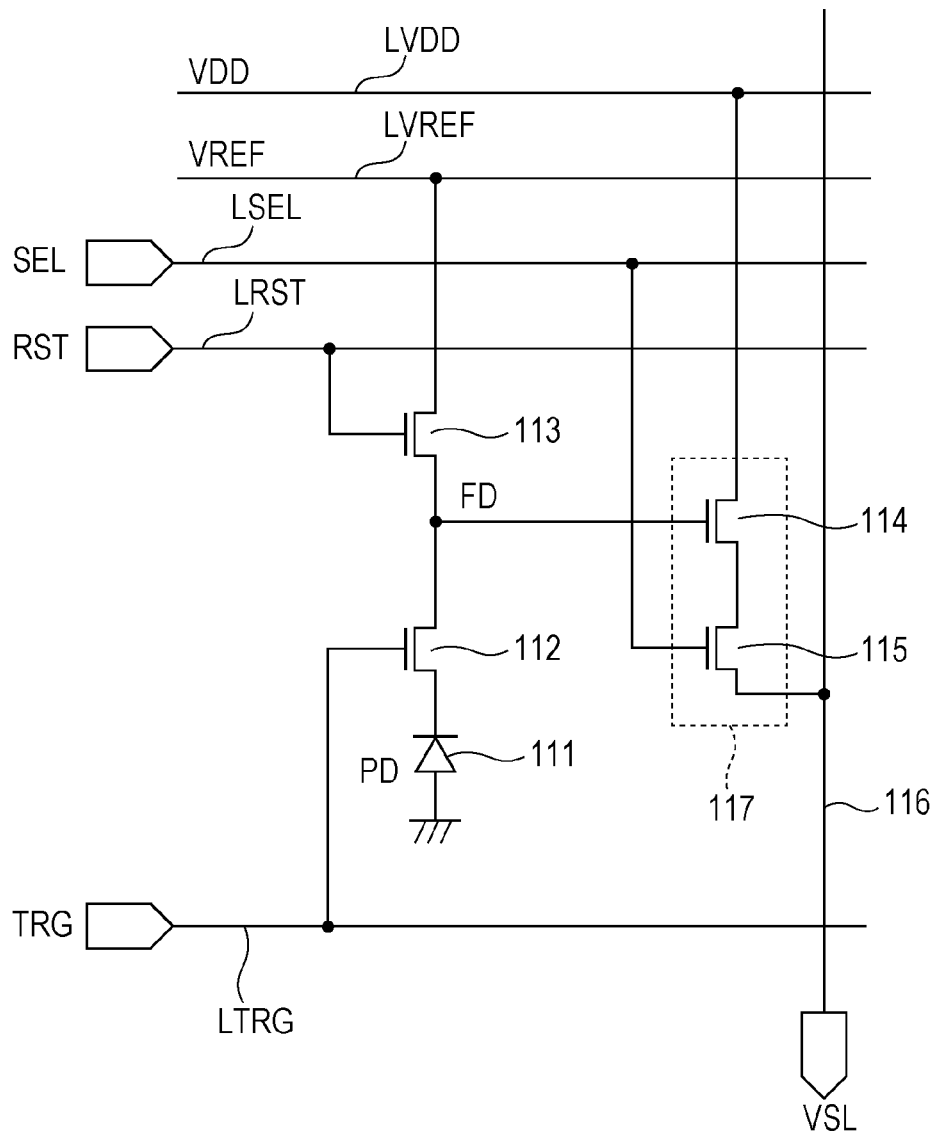 LVDD
VDD
LVREF
VREF
LSEL
SEL
LRST
RST
113
FD
114
112
115
111
PD
117
116
TRG
LTRG
VSL